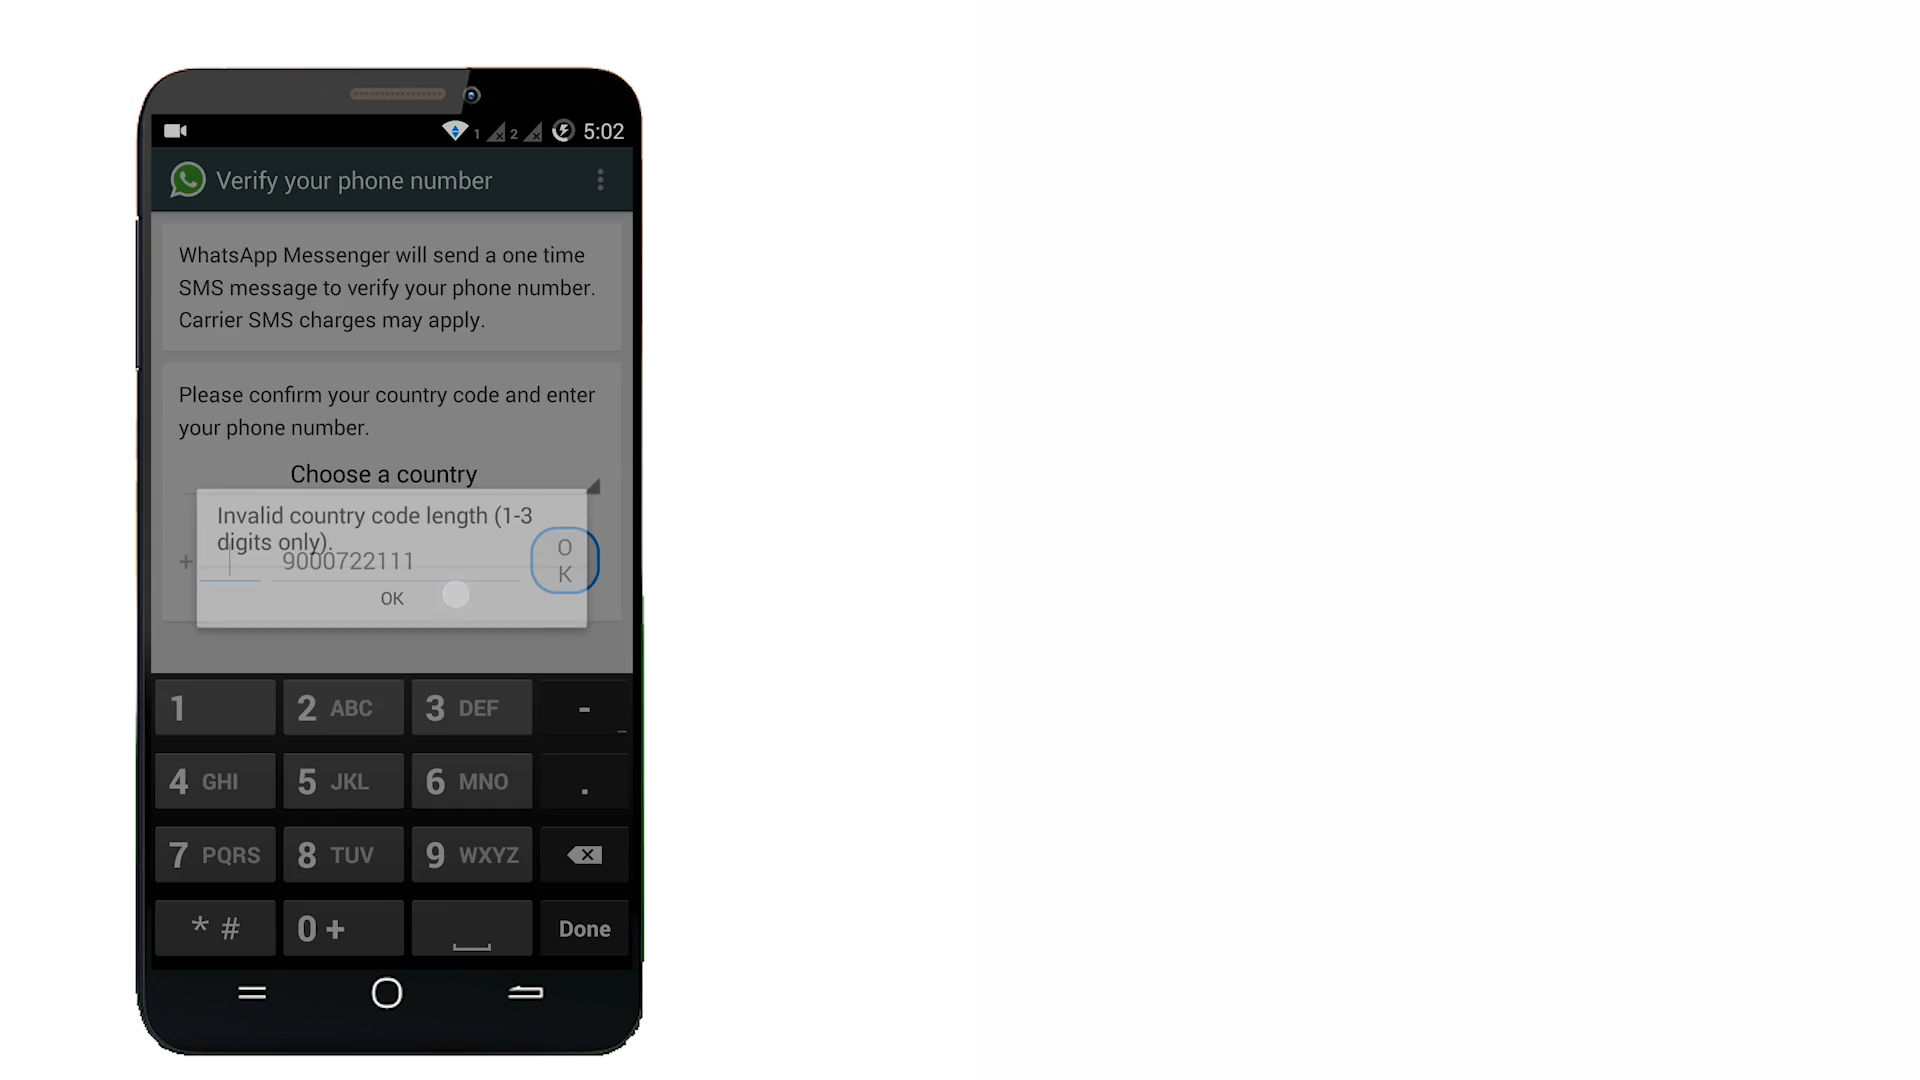 1 2 5:02
Verify your phone number
WhatsApp Messenger will send a one time
SMS message to verify your phone number.
Carrier SMS charges may apply.
Please confirm your country code and enter
your phone number.
Choose a country
Invalid country code length (1-3
digits only).
+ 9000722111
O
K
OK
1 2 ABC 3 DEF -
...
4 GHI 5 JKL 6 MNO .
7 PQRS 8 TUV 9 WXYZ
* # 0 +
Done